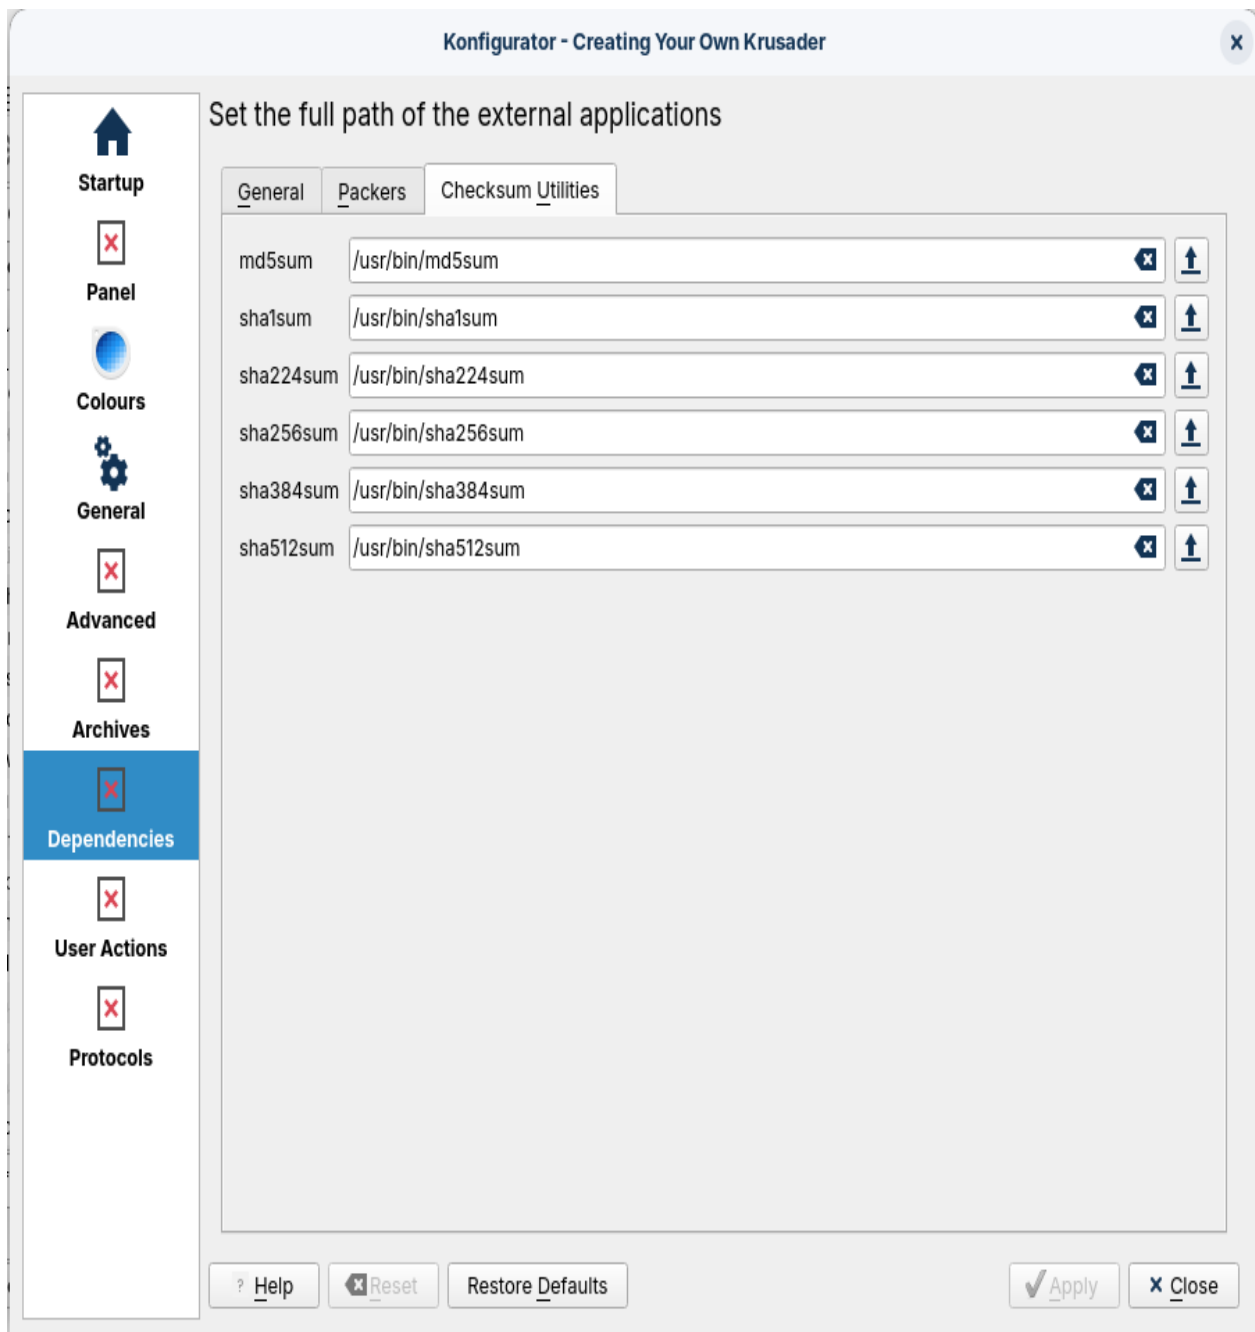 Konfigurator - Creating Your Own Krusader
Startup
Panel
Colours
General
Advanced
Archives
Dependencies
User Actions
Protocols
Set the full path of the external applications
General Packers Checksum Utilities
md5sum /usr/bin/md5sum
sha1sum /usr/bin/sha1sum
sha224sum /usr/bin/sha224sum
sha256sum /usr/bin/sha256sum
sha384sum /usr/bin/sha384sum
sha512sum /usr/bin/sha512sum
? Help Reset Restore Defaults Apply Close